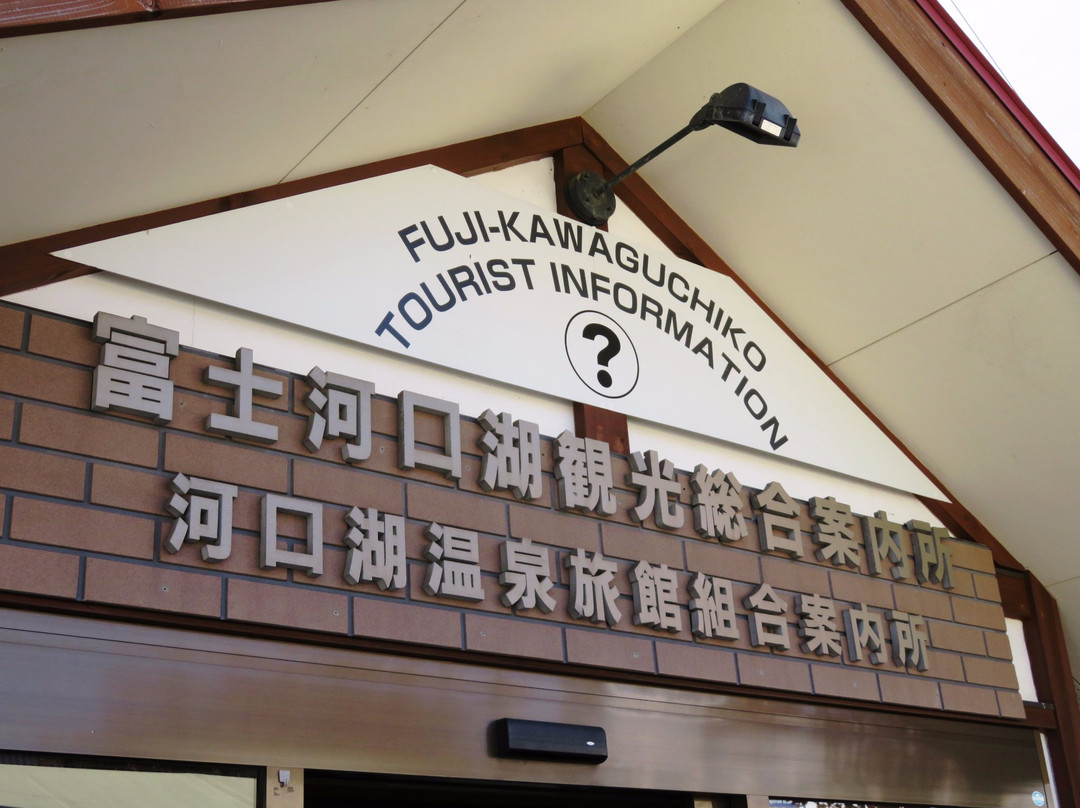 FUJI-KAWAGUCHIKO
TOURIST INFORMATION
?
富士河口湖観光総合案内所
河口湖温泉旅館組合案内所